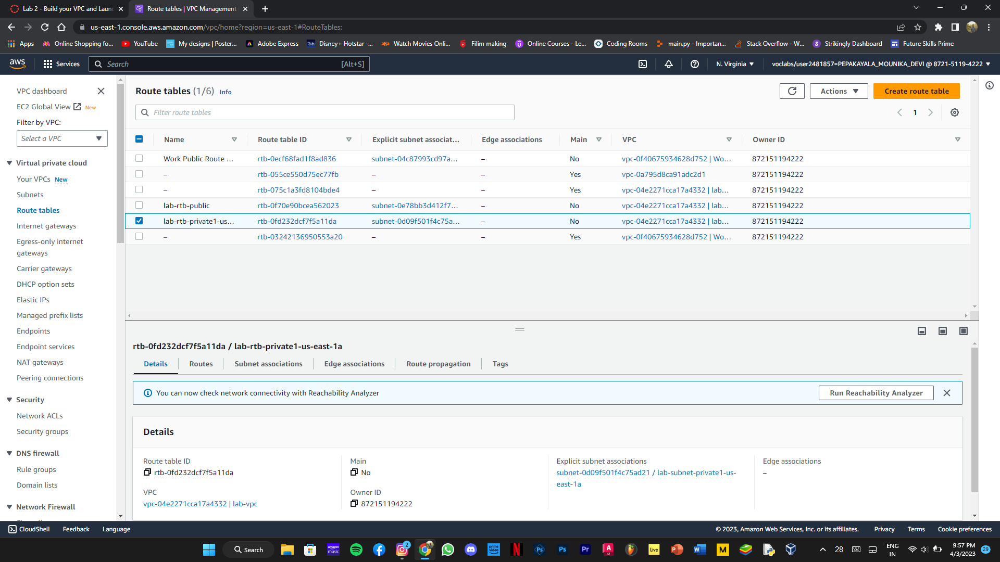 Lab 2 - Build your VPC and Laun
Route tables | VPC Management
us-east-1.console.aws.amazon.com/vpc/home?region=us-east-1#RouteTables:
Apps
Online Shopping fo...
YouTube
My designs | Poster...
Adobe Express
Disney+ Hotstar -...
Watch Movies Onli...
Filim making
Online Courses - Le...
Coding Rooms
main.py - Importan...
Stack Overflow - W...
Strikingly Dashboard
Future Skills Prime
aws
Services
Search
[Alt+S]
N. Virginia
voclabs/user2481857=PEPAKAYALA_MOUNIKA_DEVI @ 8721-5119-4222
VPC dashboard
EC2 Global View New
Filter by VPC:
Select a VPC
Virtual private cloud
Your VPCs New
Subnets
Route tables
Internet gateways
Egress-only internet
gateways
Carrier gateways
DHCP option sets
Elastic IPs
Managed prefix lists
Endpoints
Endpoint services
NAT gateways
Peering connections
Security
Network ACLs
Security groups
DNS firewall
Rule groups
Domain lists
Network Firewall
Route tables (1/6) Info
Actions
Create route table
Filter route tables
1
Name Route table ID Explicit subnet associat... Edge associations Main VPC Owner ID
Work Public Route ... rtb-0ecf68fad1f8ad836 subnet-04c87993cd97a... – No vpc-0f40675934628d752 | Wo... 872151194222
– rtb-055ce550d75ec77fb – – Yes vpc-0a795d8ca91adc2d1 872151194222
– rtb-075c1a3fd8104bde4 – – Yes vpc-04e2271cca17a4332 | lab... 872151194222
lab-rtb-public rtb-0f70e90bcea562023 subnet-0e78bb3d412f7... – No vpc-04e2271cca17a4332 | lab... 872151194222
lab-rtb-private1-us... rtb-0fd232dcf7f5a11da subnet-0d09f501f4c75a... – No vpc-04e2271cca17a4332 | lab... 872151194222
– rtb-03242136950553a20 – – Yes vpc-0f40675934628d752 | Wo... 872151194222
rtb-0fd232dcf7f5a11da / lab-rtb-private1-us-east-1a
Details
Routes
Subnet associations
Edge associations
Route propagation
Tags
You can now check network connectivity with Reachability Analyzer
Run Reachability Analyzer
Details
Route table ID
rtb-0fd232dcf7f5a11da
Main
No
Explicit subnet associations
subnet-0d09f501f4c75ad21 / lab-subnet-private1-us-
east-1a
Edge associations
–
VPC
vpc-04e2271cca17a4332 | lab-vpc
Owner ID
872151194222
CloudShell
Feedback
Language
© 2023, Amazon Web Services, Inc. or its affiliates.
Privacy
Terms
Cookie preferences
Search
amazon music
2
prime video
Ps
Ps
Pr
A
LT
Live
P
W
M
28
ENG
IN
9:57 PM
4/3/2023
29